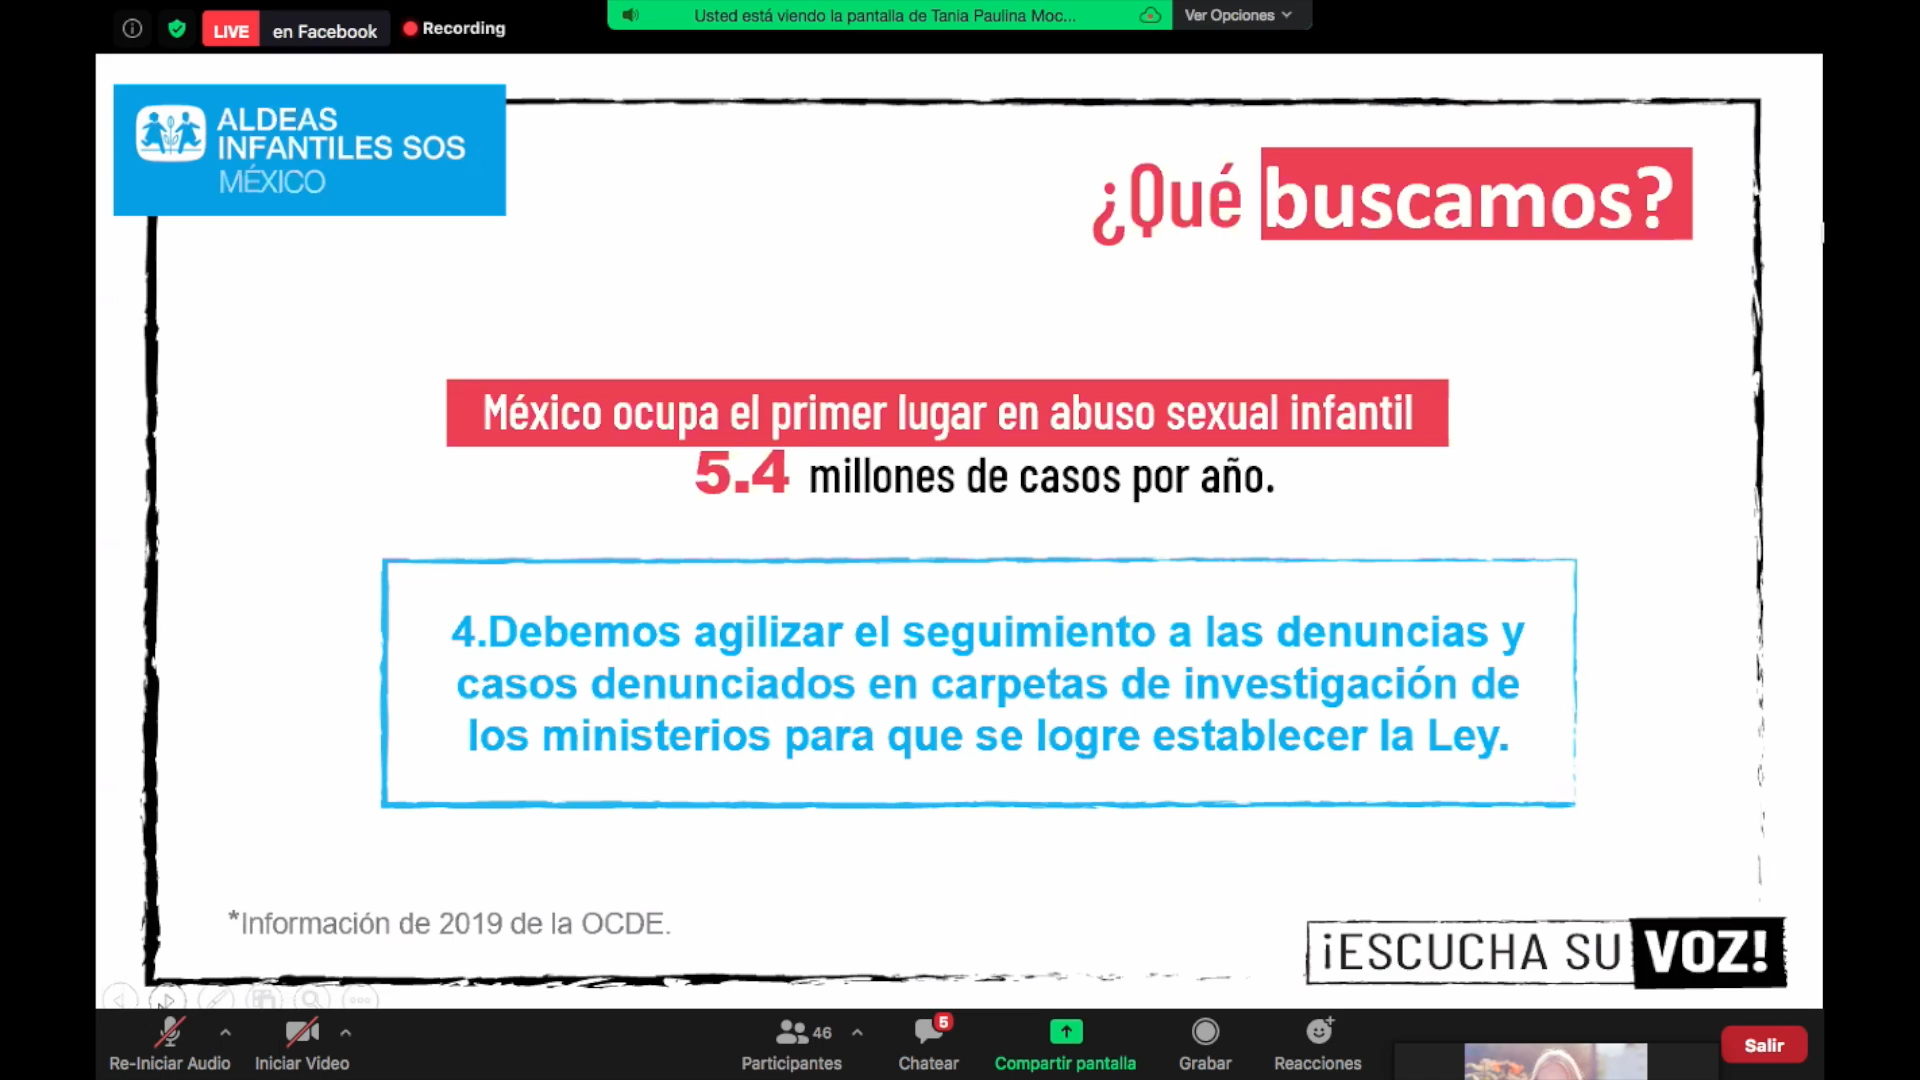 LIVE en Facebook
Recording
Usted está viendo la pantalla de Tania Paulina Moc...
Ver Opciones
ALDEAS
INFANTILES SOS
MÉXICO
¿Qué buscamos?
México ocupa el primer lugar en abuso sexual infantil
5.4 millones de casos por año.
4.Debemos agilizar el seguimiento a las denuncias y
casos denunciados en carpetas de investigación de
los ministerios para que se logre establecer la Ley.
*Información de 2019 de la OCDE.
¡ESCUCHA SU VOZ!
Re-Iniciar Audio
Iniciar Video
46
Participantes
5
Chatear
Compartir pantalla
Grabar
Reacciones
Salir